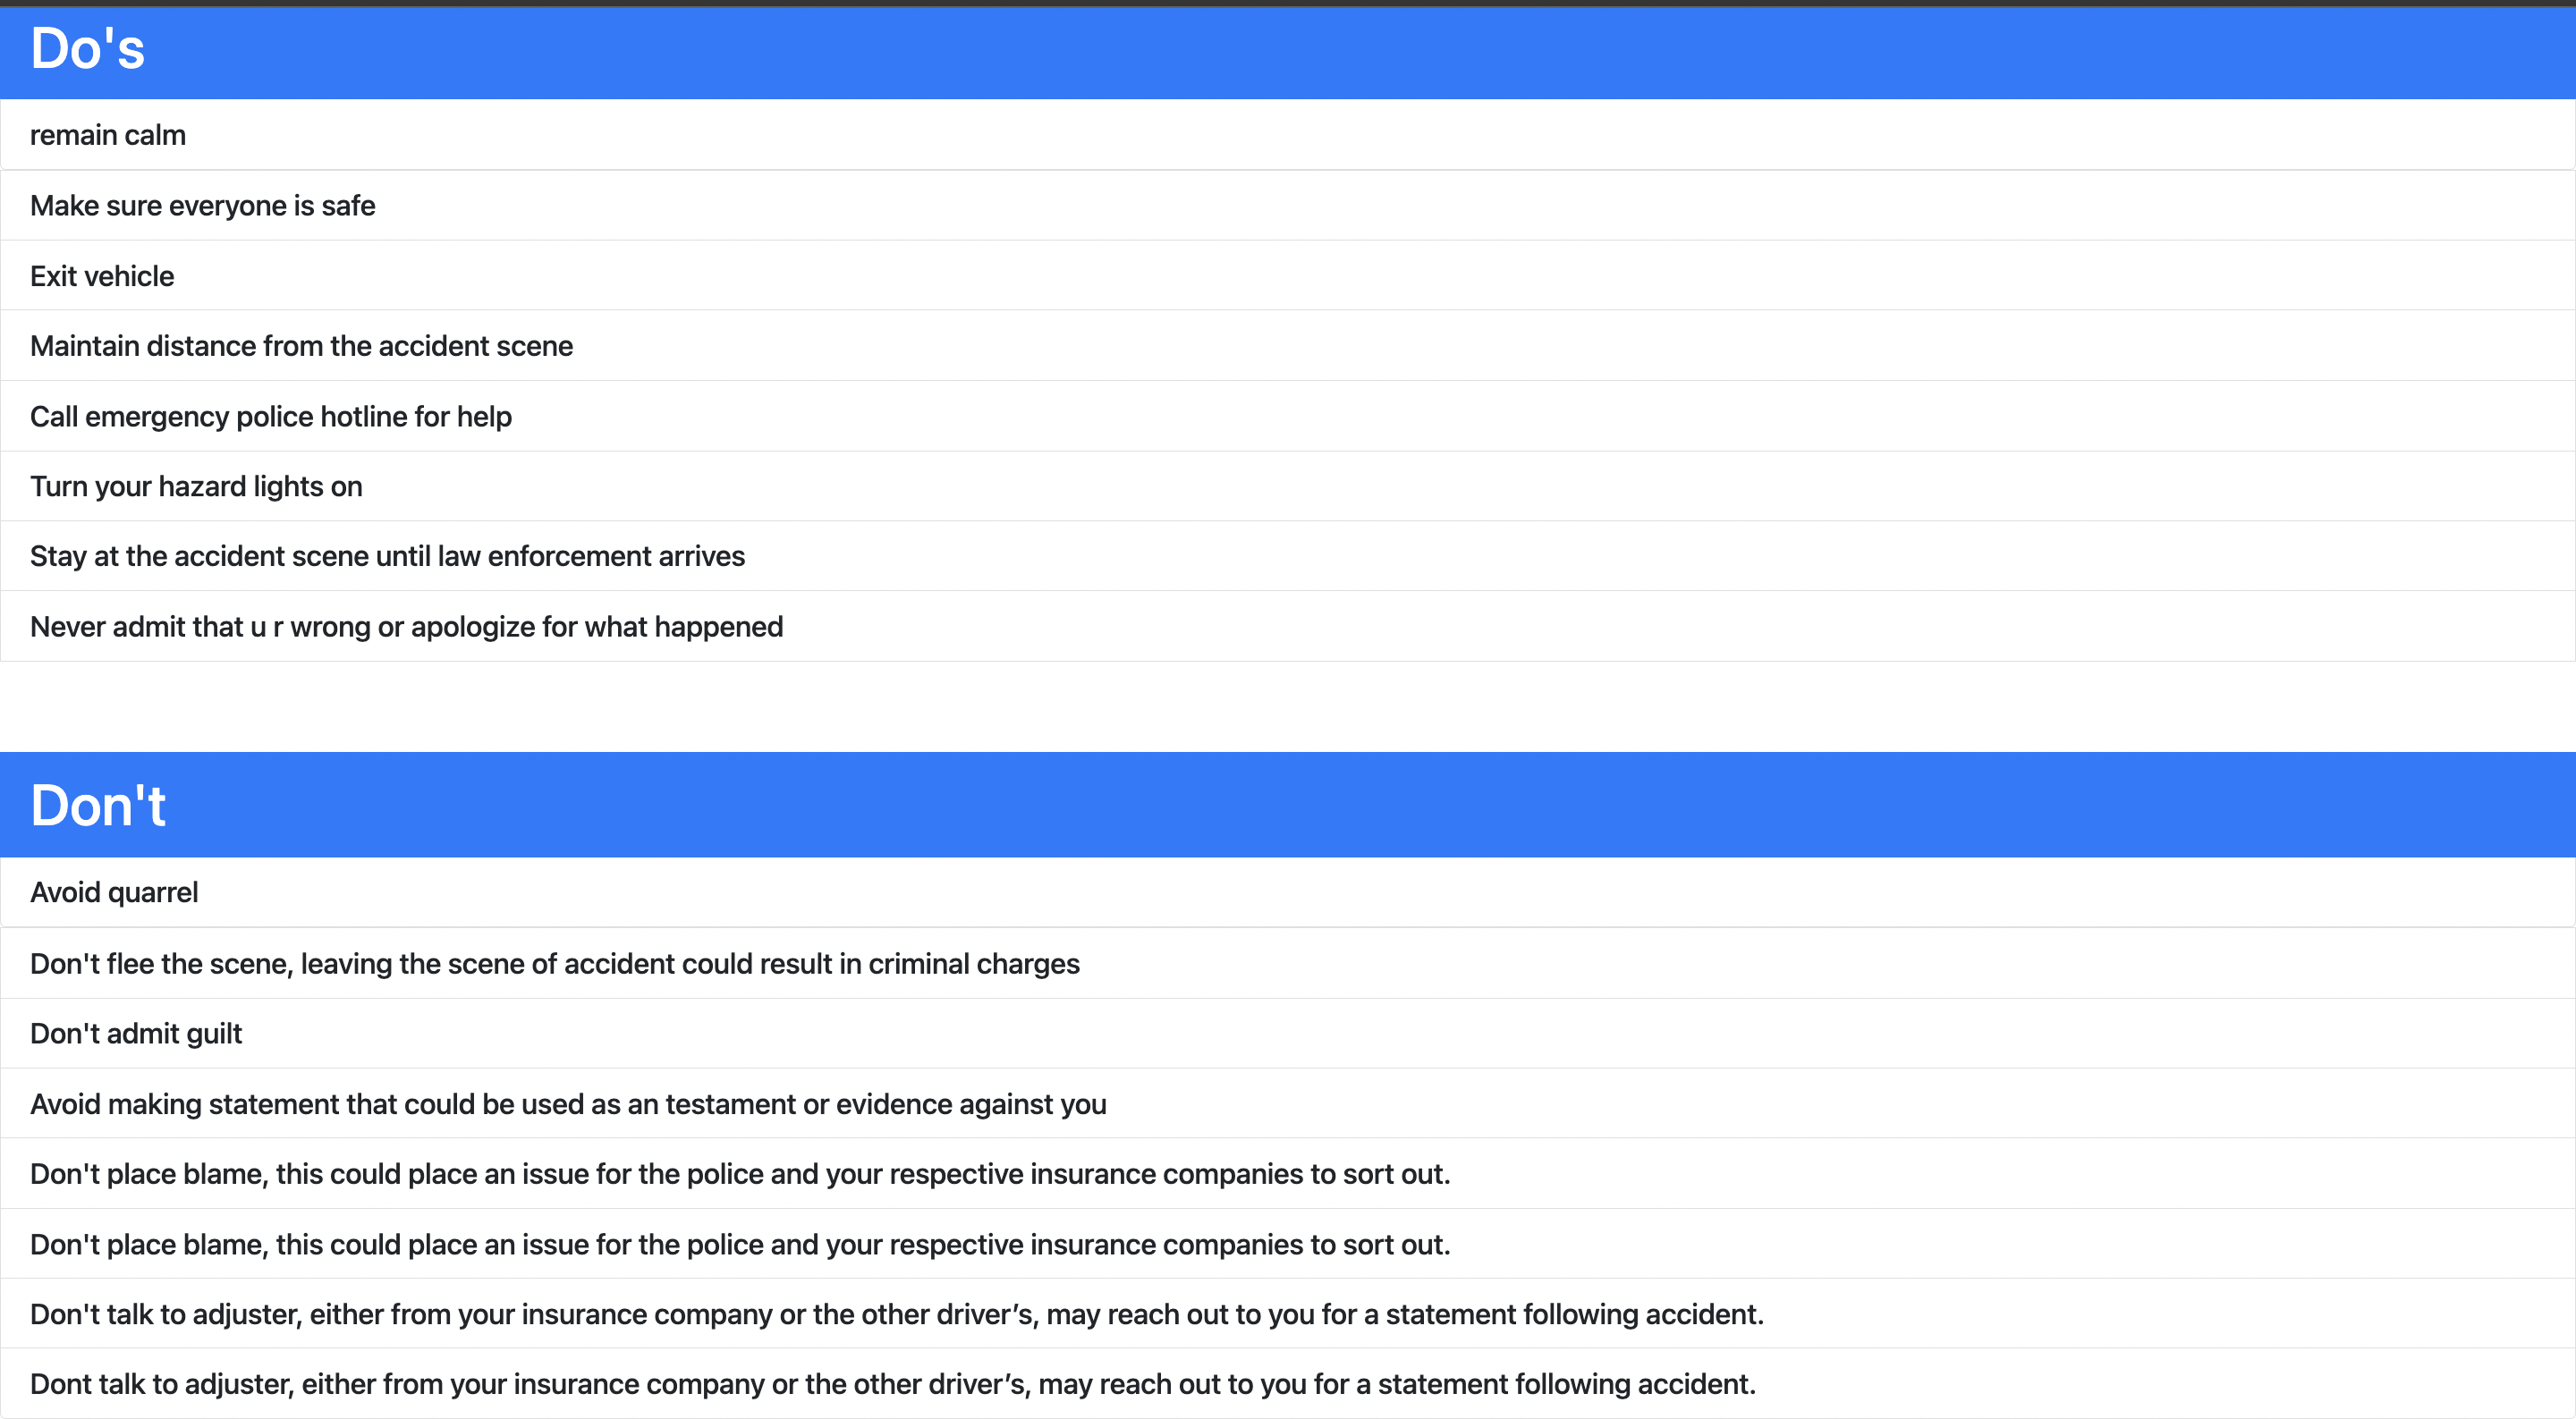 Do's
remain calm
Make sure everyone is safe
Exit vehicle
Maintain distance from the accident scene
Call emergency police hotline for help
Turn your hazard lights on
Stay at the accident scene until law enforcement arrives
Never admit that u r wrong or apologize for what happened
Don't
Avoid quarrel
Don't flee the scene, leaving the scene of accident could result in criminal charges
Don't admit guilt
Avoid making statement that could be used as an testament or evidence against you
Don't place blame, this could place an issue for the police and your respective insurance companies to sort out.
Don't place blame, this could place an issue for the police and your respective insurance companies to sort out.
Don't talk to adjuster, either from your insurance company or the other driver’s, may reach out to you for a statement following accident.
Dont talk to adjuster, either from your insurance company or the other driver’s, may reach out to you for a statement following accident.